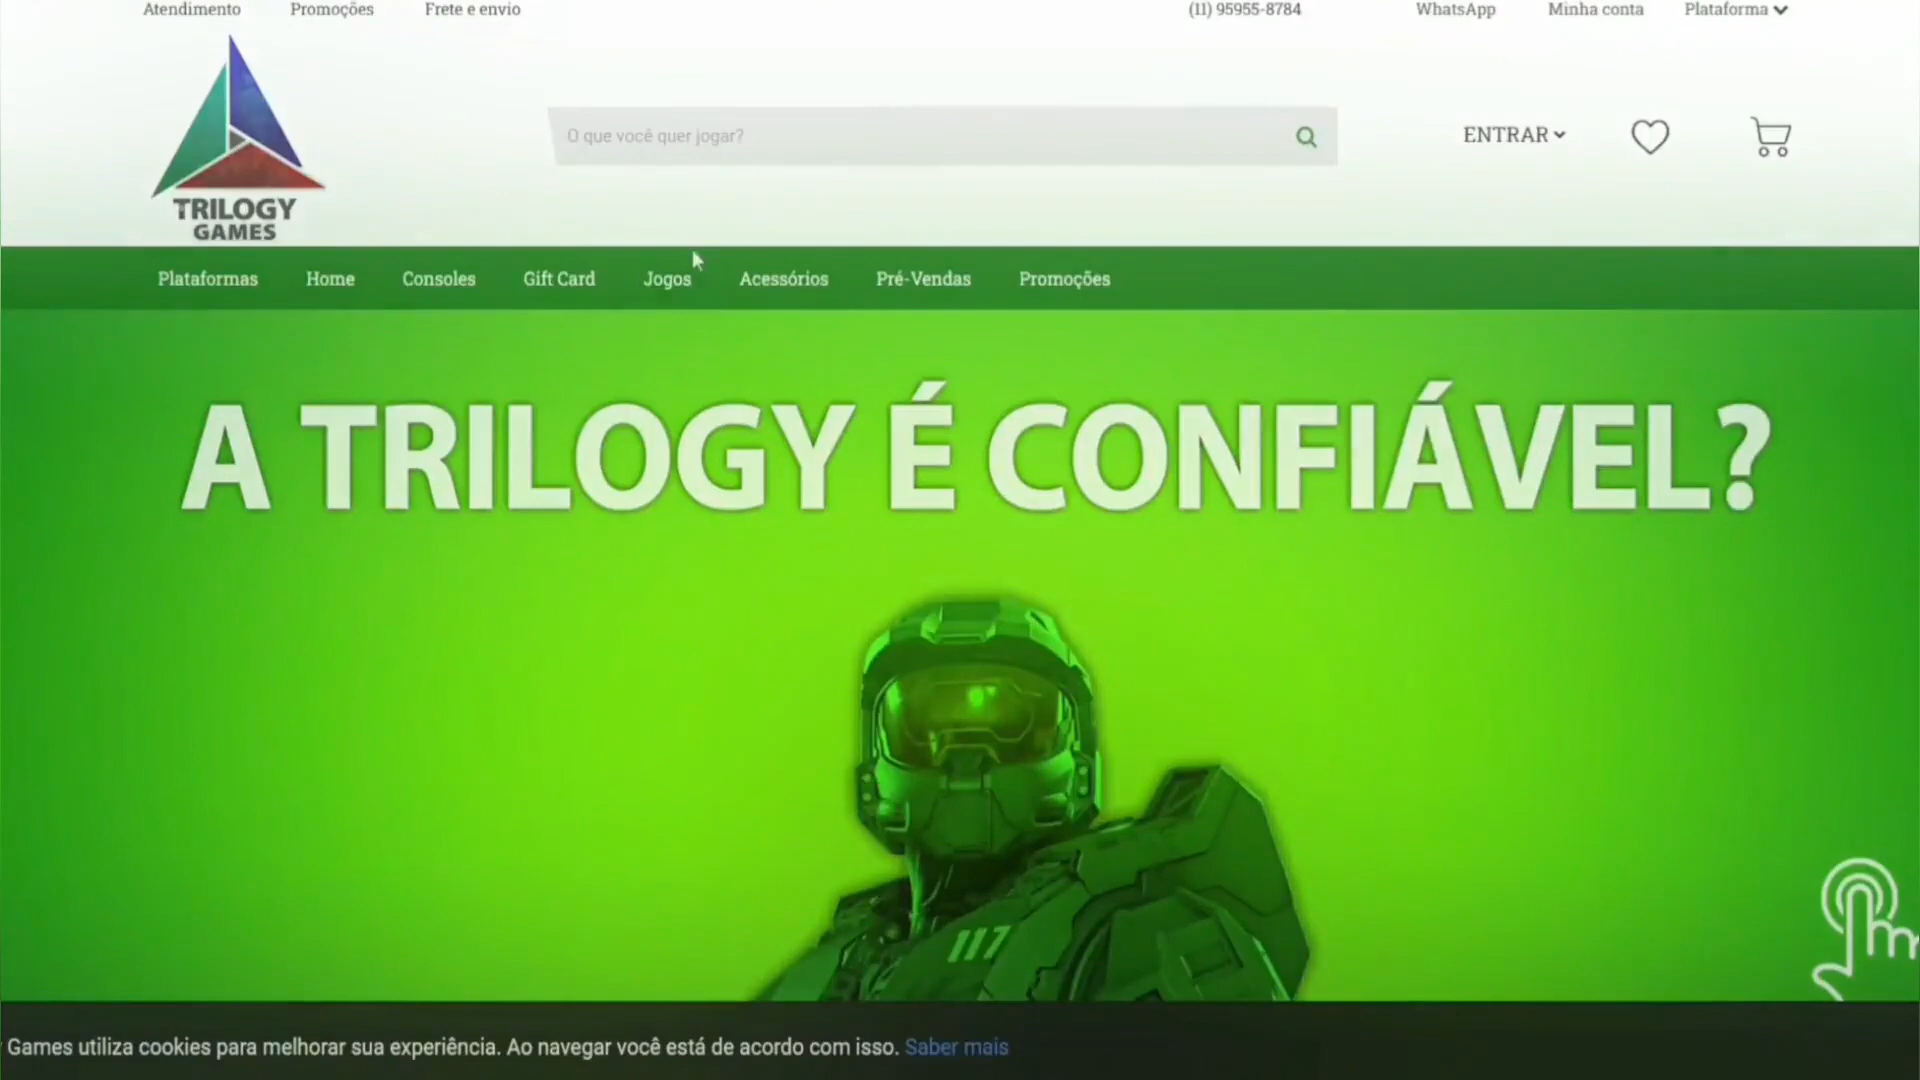 Atendimento Promoções Frete e envio (11) 95955-8784 WhatsApp Minha conta Plataforma
TRILOGY
GAMES
O que você quer jogar?
ENTRAR
Plataformas Home Consoles Gift Card Jogos Acessórios Pré-Vendas Promoções
A TRILOGY É CONFIÁVEL?
117
Games utiliza cookies para melhorar sua experiência. Ao navegar você está de acordo com isso. Saber mais